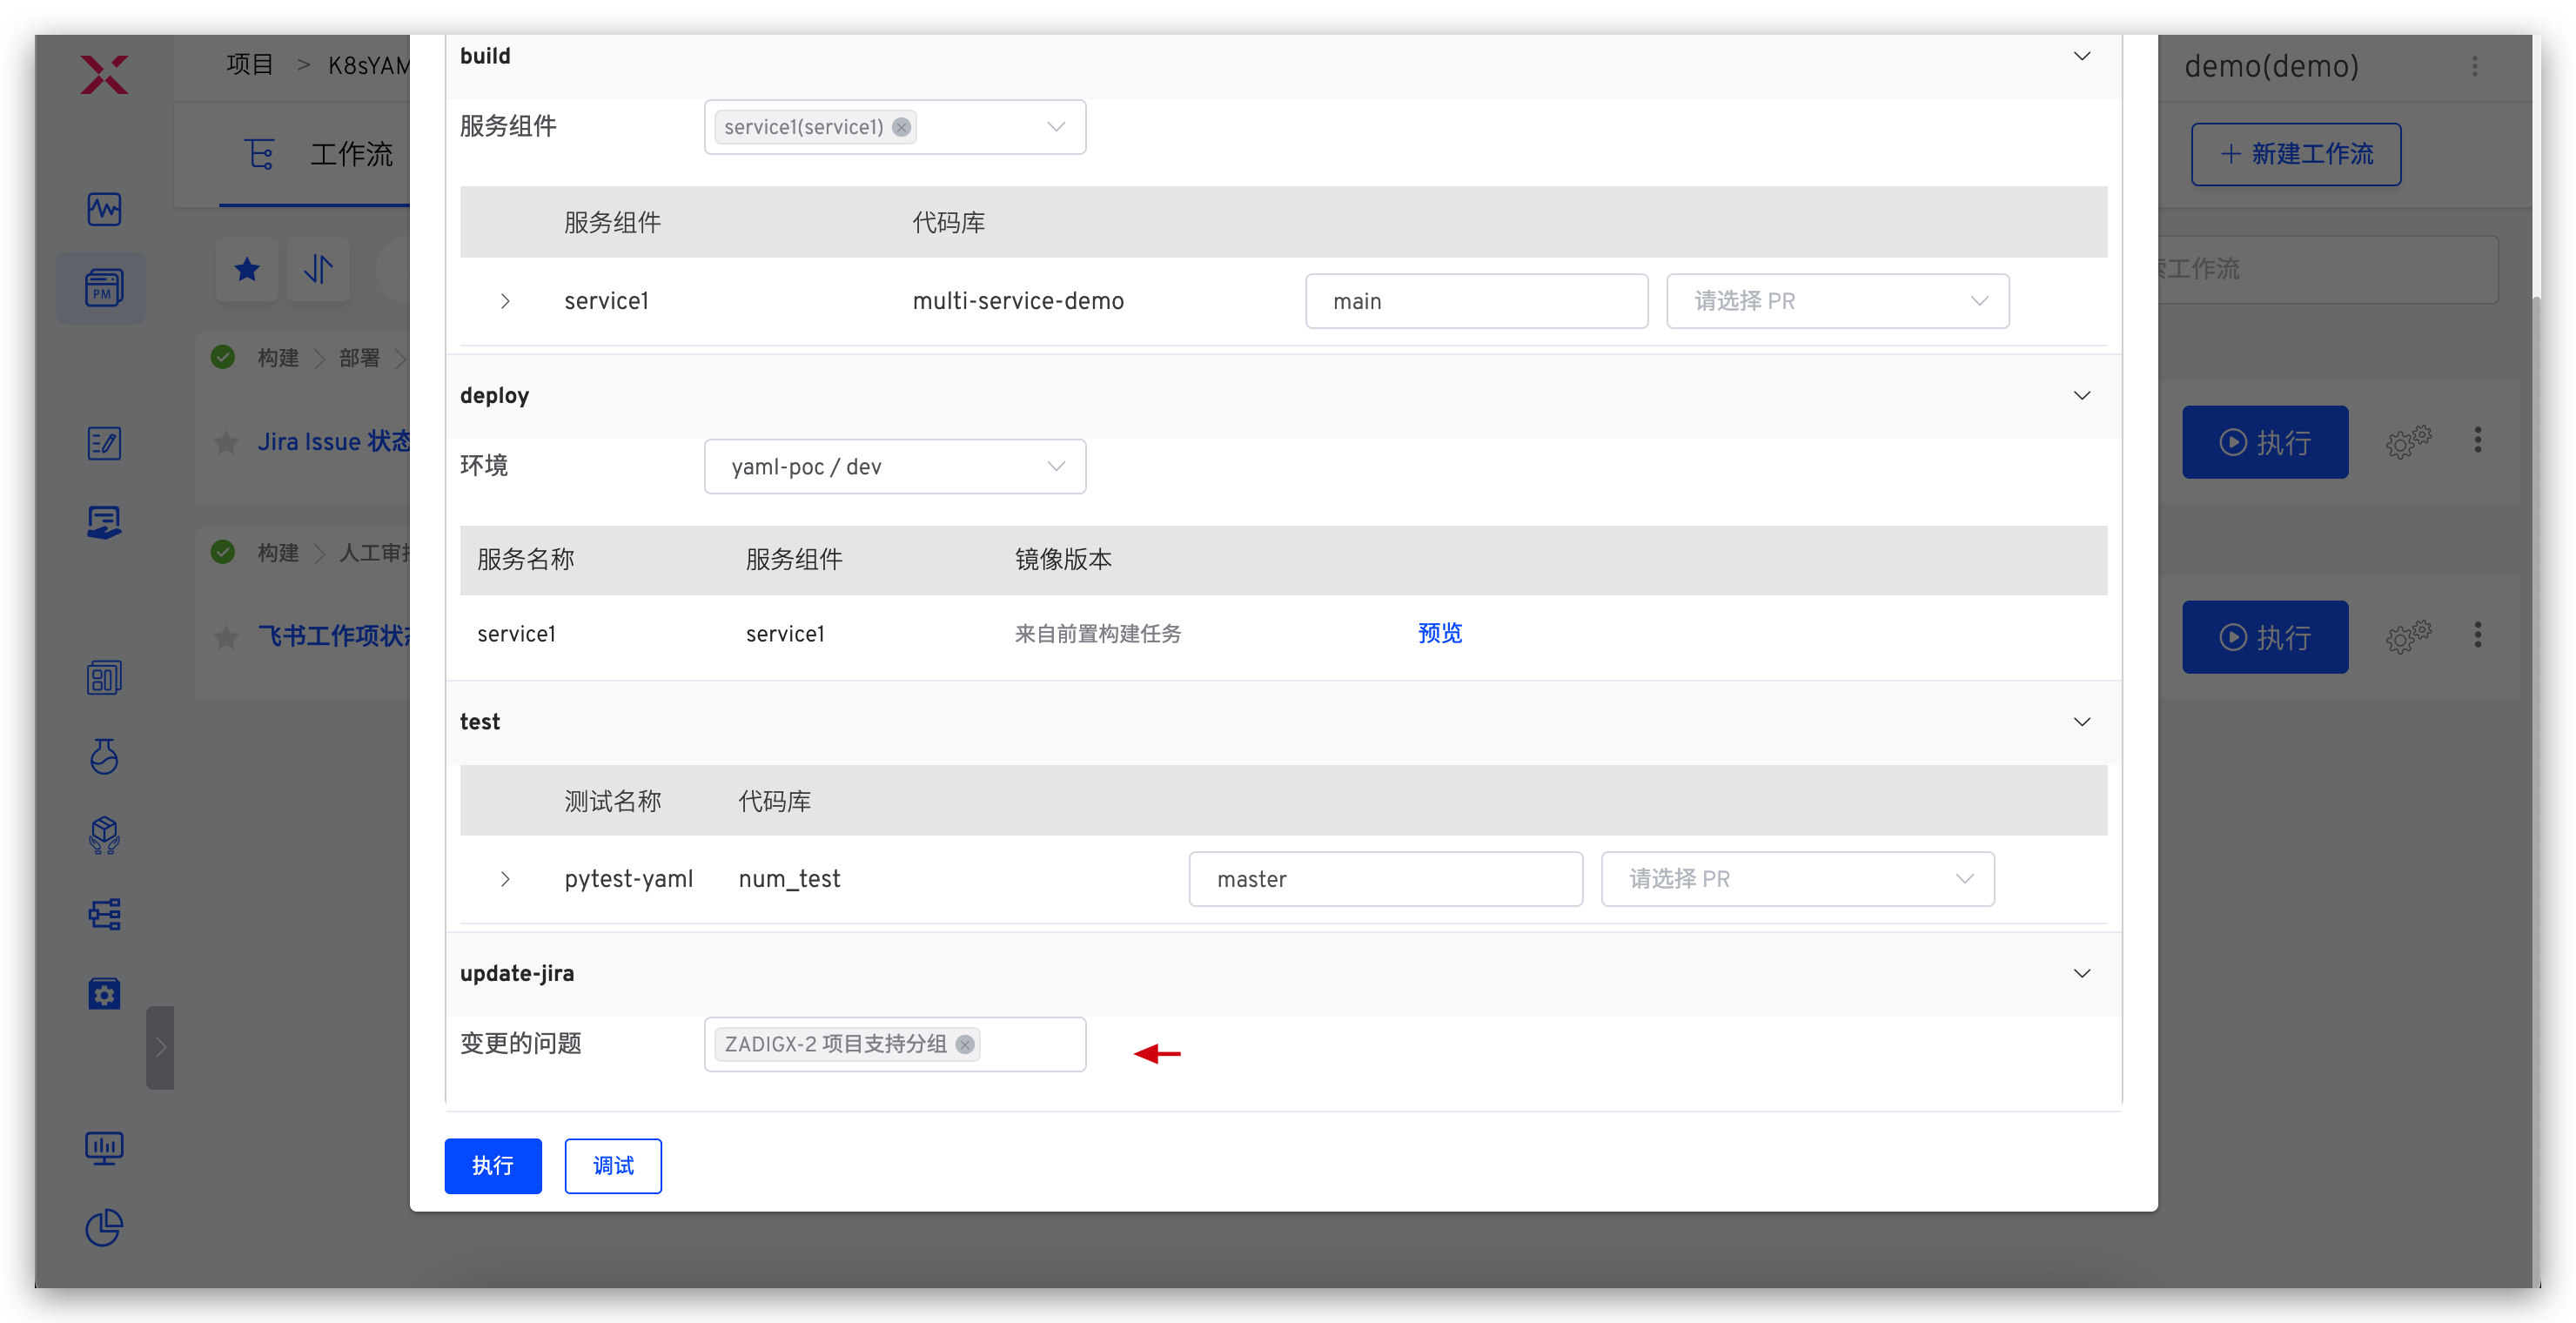 项目 > K8sYAM
demo(demo)
工作流
+ 新建工作流
工作流
构建 > 部署 >
Jira Issue 状态
执行
构建 > 人工审
飞书工作项状
执行
PM
build
服务组件 service1(service1)
服务组件 代码库
service1 multi-service-demo main 请选择 PR
deploy
环境 yaml-poc / dev
服务名称 服务组件 镜像版本
service1 service1 来自前置构建任务 预览
test
测试名称 代码库
pytest-yaml num_test master 请选择 PR
update-jira
变更的问题 ZADIGX-2 项目支持分组
执行 调试